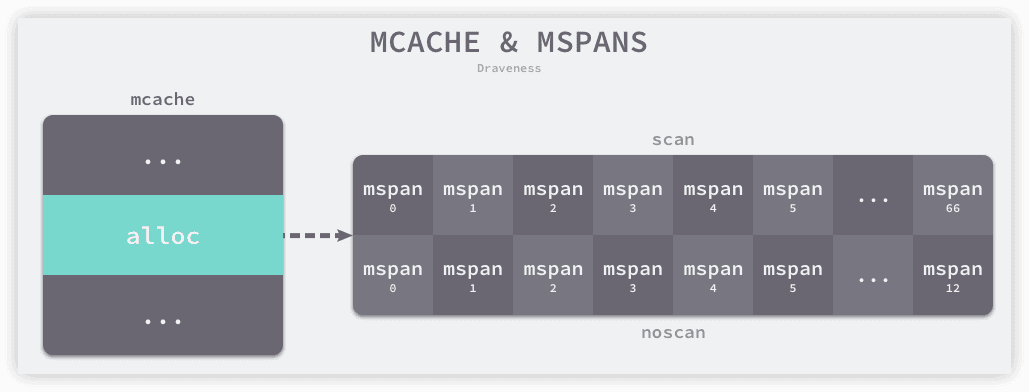 MCACHE & MSPANS
Draveness
mcache
...
alloc
...
scan
mspan mspan mspan mspan mspan mspan ... mspan
0 1 2 3 4 5 66
mspan mspan mspan mspan mspan mspan ... mspan
0 1 2 3 4 5 12
noscan